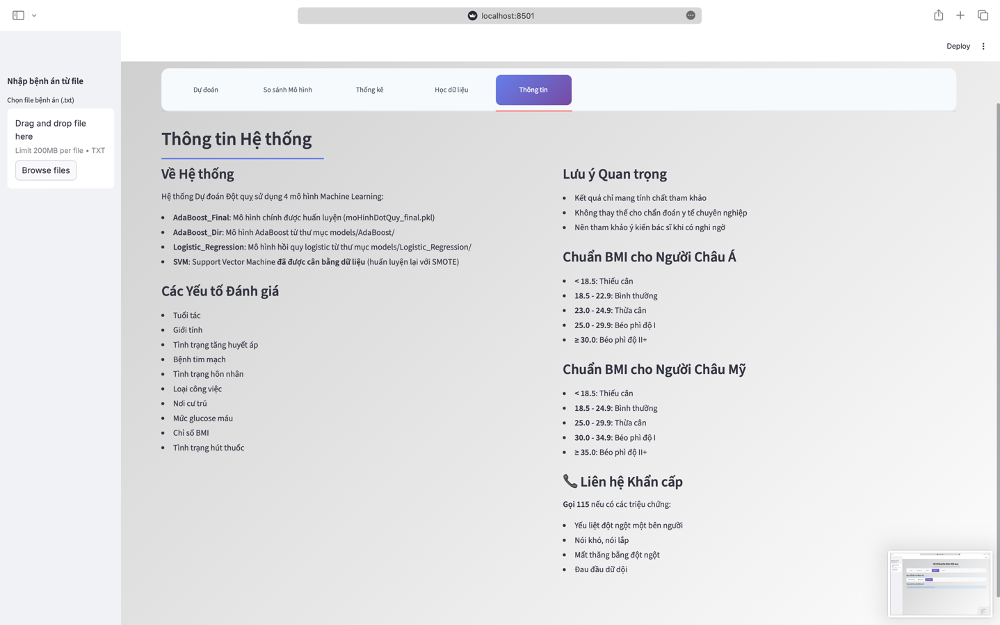 localhost:8501
Deploy
Nhập bệnh án từ file
Chọn file bệnh án (.txt)
Drag and drop file
here
Limit 200MB per file • TXT
Browse files
Dự đoán
So sánh Mô hình
Thống kê
Học dữ liệu
Thông tin
Thông tin Hệ thống
Về Hệ thống
Hệ thống Dự đoán Đột quỵ sử dụng 4 mô hình Machine Learning:
• AdaBoost_Final: Mô hình chính được huấn luyện (moHinhDotQuy_final.pkl)
• AdaBoost_Dir: Mô hình AdaBoost từ thư mục models/AdaBoost/
• Logistic_Regression: Mô hình hồi quy logistic từ thư mục models/Logistic_Regression/
• SVM: Support Vector Machine đã được cân bằng dữ liệu (huấn luyện lại với SMOTE)
Các Yếu tố Đánh giá
• Tuổi tác
• Giới tính
• Tình trạng tăng huyết áp
• Bệnh tim mạch
• Tình trạng hôn nhân
• Loại công việc
• Nơi cư trú
• Mức glucose máu
• Chỉ số BMI
• Tình trạng hút thuốc
Lưu ý Quan trọng
• Kết quả chỉ mang tính chất tham khảo
• Không thay thế cho chẩn đoán y tế chuyên nghiệp
• Nên tham khảo ý kiến bác sĩ khi có nghi ngờ
Chuẩn BMI cho Người Châu Á
• < 18.5: Thiếu cân
• 18.5 - 22.9: Bình thường
• 23.0 - 24.9: Thừa cân
• 25.0 - 29.9: Béo phì độ I
• ≥ 30.0: Béo phì độ II+
Chuẩn BMI cho Người Châu Mỹ
• < 18.5: Thiếu cân
• 18.5 - 24.9: Bình thường
• 25.0 - 29.9: Thừa cân
• 30.0 - 34.9: Béo phì độ I
• ≥ 35.0: Béo phì độ II+
📞 Liên hệ Khẩn cấp
Gọi 115 nếu có các triệu chứng:
• Yếu liệt đột ngột một bên người
• Nói khó, nói lắp
• Mất thăng bằng đột ngột
• Đau đầu dữ dội